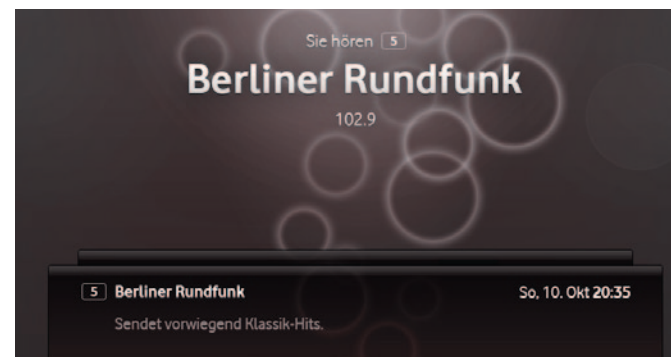 Sie hören 5
Berliner Rundfunk
102.9
5 Berliner Rundfunk So, 10. Okt 20:35
Sendet vorwiegend Klassik-Hits.